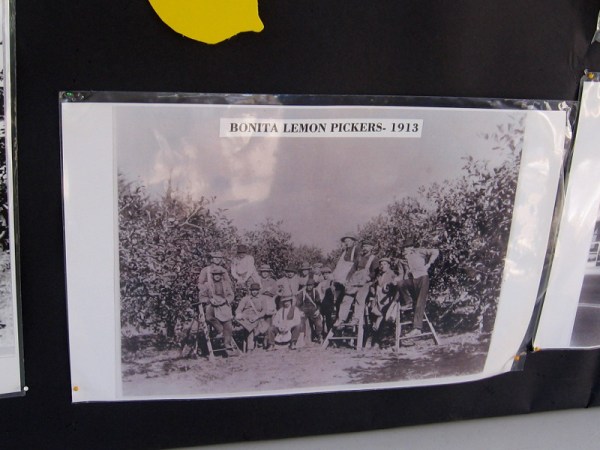 BONITA LEMON PICKERS- 1913